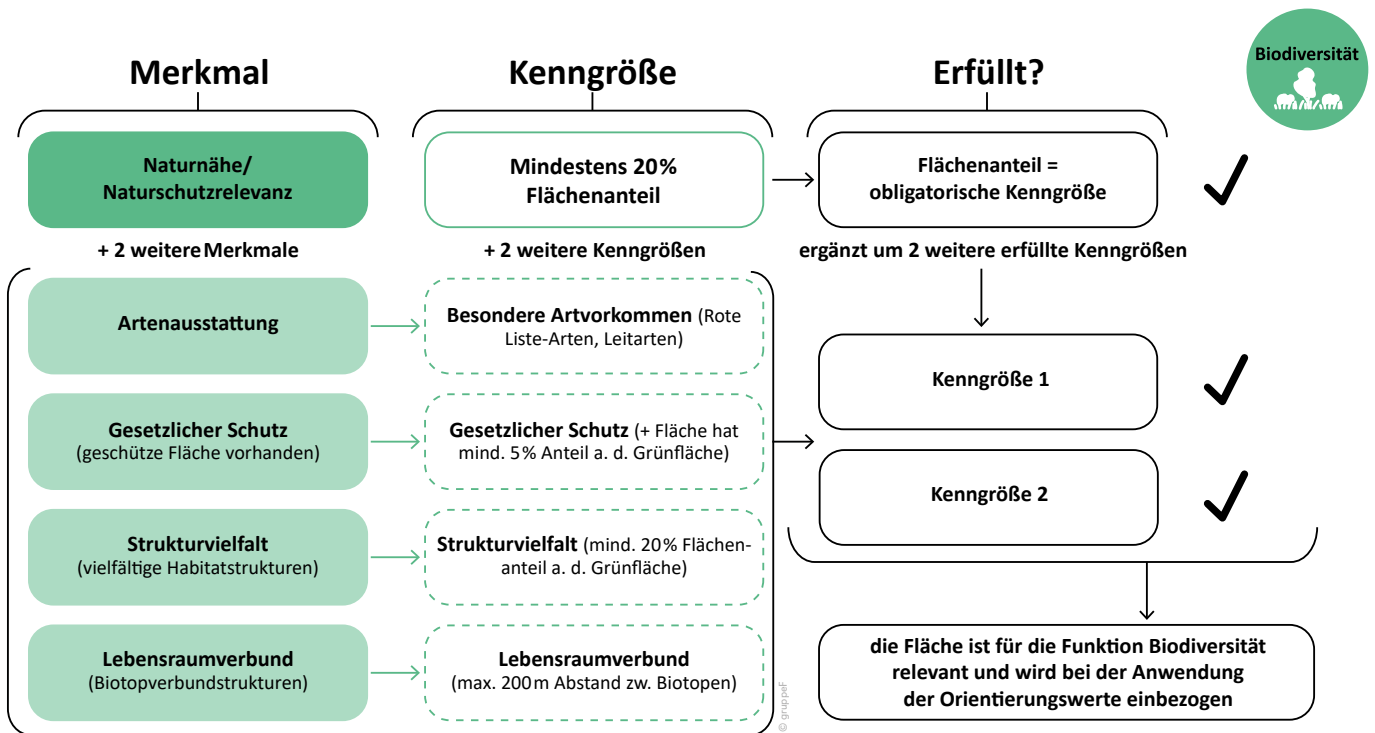 Biodiversität
Merkmal
Kenngröße
Erfüllt?
Naturnähe/
Naturschutzrelevanz
Mindestens 20%
Flächenanteil
Flächenanteil =
obligatorische Kenngröße
+ 2 weitere Merkmale
+ 2 weitere Kenngrößen
ergänzt um 2 weitere erfüllte Kenngrößen
Artenausstattung
Besondere Artvorkommen (Rote
Liste-Arten, Leitarten)
Kenngröße 1
Gesetzlicher Schutz
(geschütze Fläche vorhanden)
Gesetzlicher Schutz (+ Fläche hat
mind. 5% Anteil a. d. Grünfläche)
Kenngröße 2
Strukturvielfalt
(vielfältige Habitatstrukturen)
Strukturvielfalt (mind. 20% Flächen-
anteil a. d. Grünfläche)
Lebensraumverbund
(Biotopverbundstrukturen)
Lebensraumverbund
(max. 200m Abstand zw. Biotopen)
die Fläche ist für die Funktion Biodiversität
relevant und wird bei der Anwendung
der Orientierungswerte einbezogen
© gruppeF